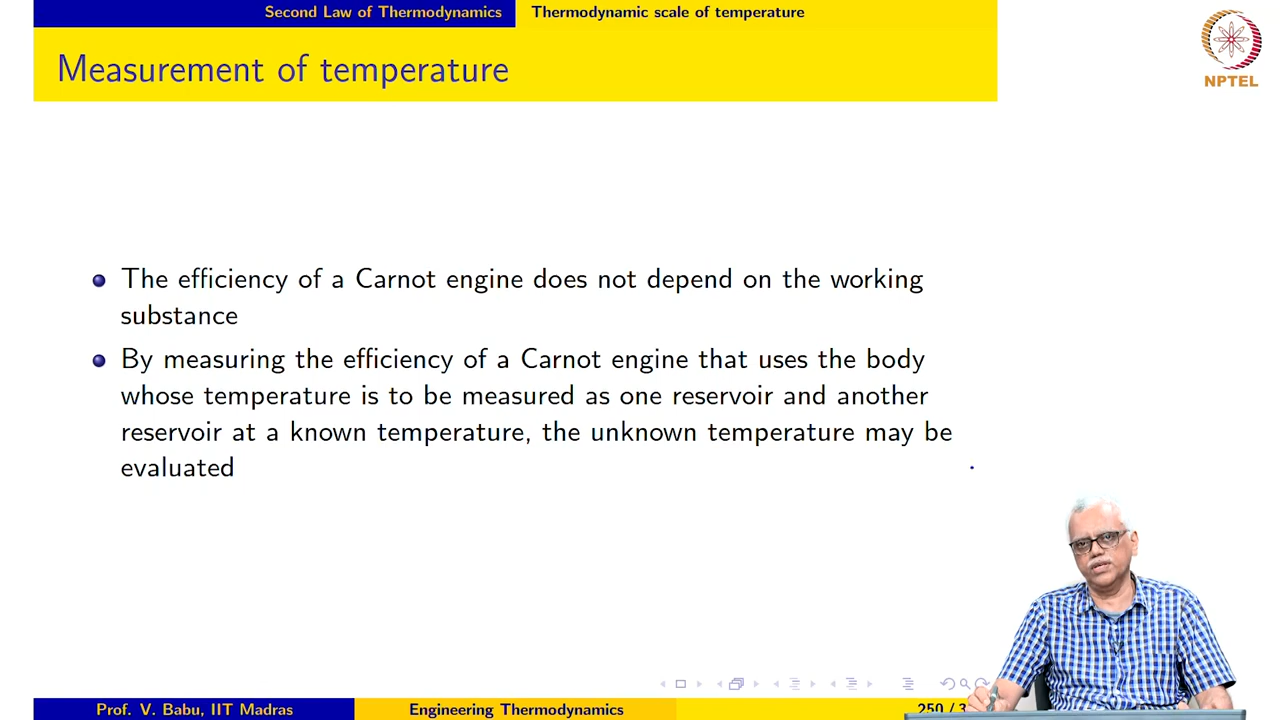 Second Law of Thermodynamics Thermodynamic scale of temperature
Measurement of temperature
NPTEL
The efficiency of a Carnot engine does not depend on the working
substance
By measuring the efficiency of a Carnot engine that uses the body
whose temperature is to be measured as one reservoir and another
reservoir at a known temperature, the unknown temperature may be
evaluated
Prof. V. Babu, IIT Madras Engineering Thermodynamics 250 /